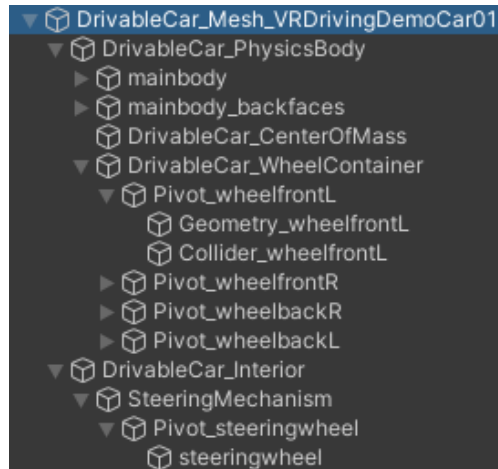 DrivableCar_Mesh_VRDrivingDemoCar01
DrivableCar_PhysicsBody
mainbody
mainbody_backfaces
DrivableCar_CenterOfMass
DrivableCar_WheelContainer
Pivot_wheelfrontL
Geometry_wheelfrontL
Collider_wheelfrontL
Pivot_wheelfrontR
Pivot_wheelbackR
Pivot_wheelbackL
DrivableCar_Interior
SteeringMechanism
Pivot_steeringwheel
steeringwheel